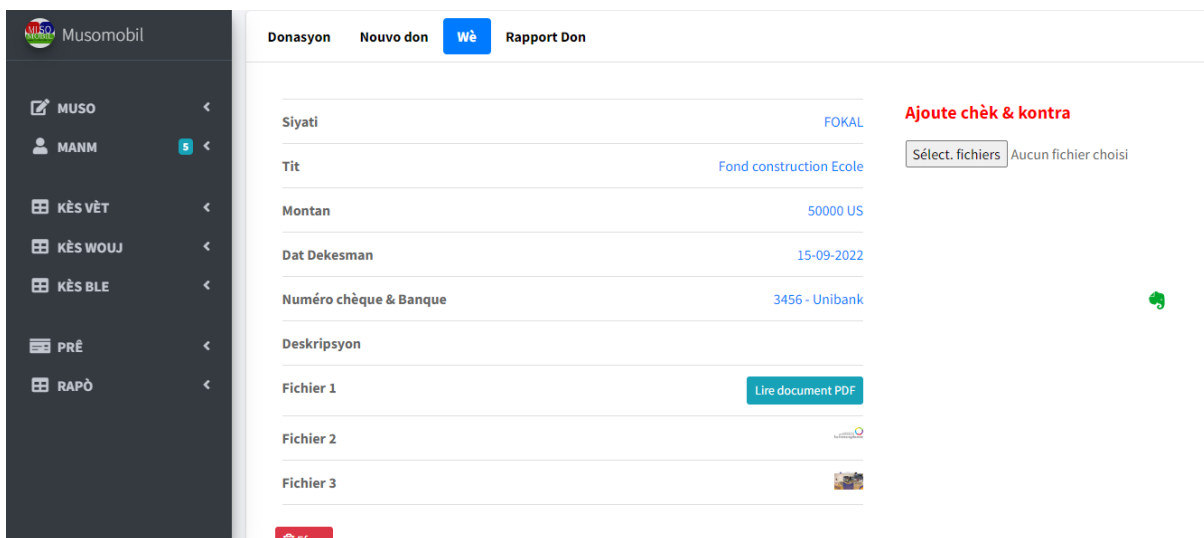 Musomobil
MUSO
MANM 5
KÈS VÈT
KÈS WOUJ
KÈS BLE
PRÊ
RAPÒ
Donasyon Nouvo don Wè Rapport Don
Siyati FOKAL
Tit Fond construction Ecole
Montan 50000 US
Dat Dekesman 15-09-2022
Numéro chèque & Banque 3456 - Unibank
Deskripsyon
Fichier 1 Lire document PDF
Fichier 2
Fichier 3
Ajoute chèk & kontra
Sélect. fichiers Aucun fichier choisi